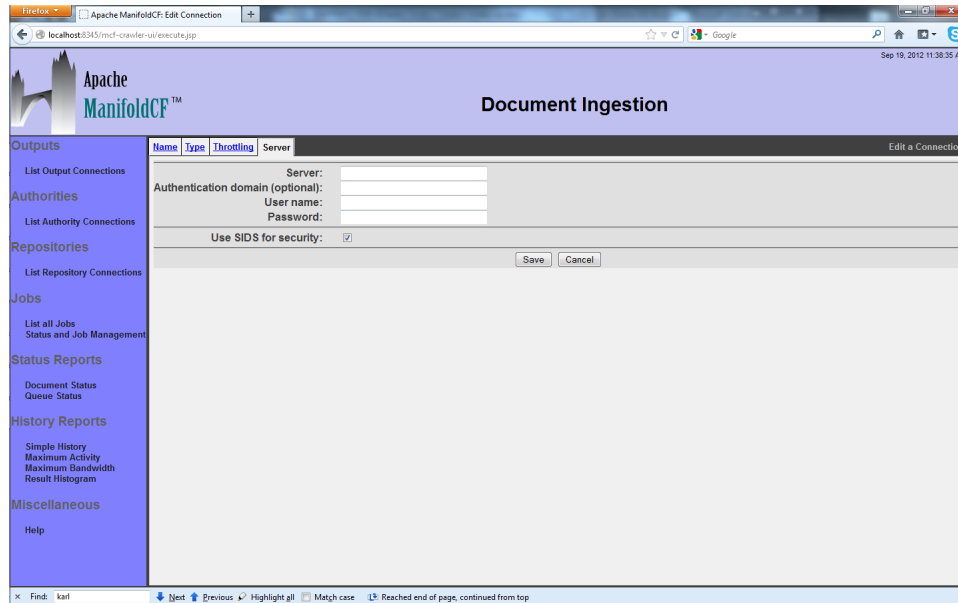 Firefox
Apache ManifoldCF: Edit Connection
+
localhost:8345/mcf-crawler-ui/execute.jsp
Google
Sep 19, 2012 11:38:35 A
Apache
ManifoldCF™
Document Ingestion
Outputs
List Output Connections
Authorities
List Authority Connections
Repositories
List Repository Connections
Jobs
List all Jobs
Status and Job Management
Status Reports
Document Status
Queue Status
History Reports
Simple History
Maximum Activity
Maximum Bandwidth
Result Histogram
Miscellaneous
Help
Name Type Throttling Server
Edit a Connectio
Server:
Authentication domain (optional):
User name:
Password:
Use SIDS for security:
Save Cancel
× Find: karl Next Previous Highlight all Match case Reached end of page, continued from top